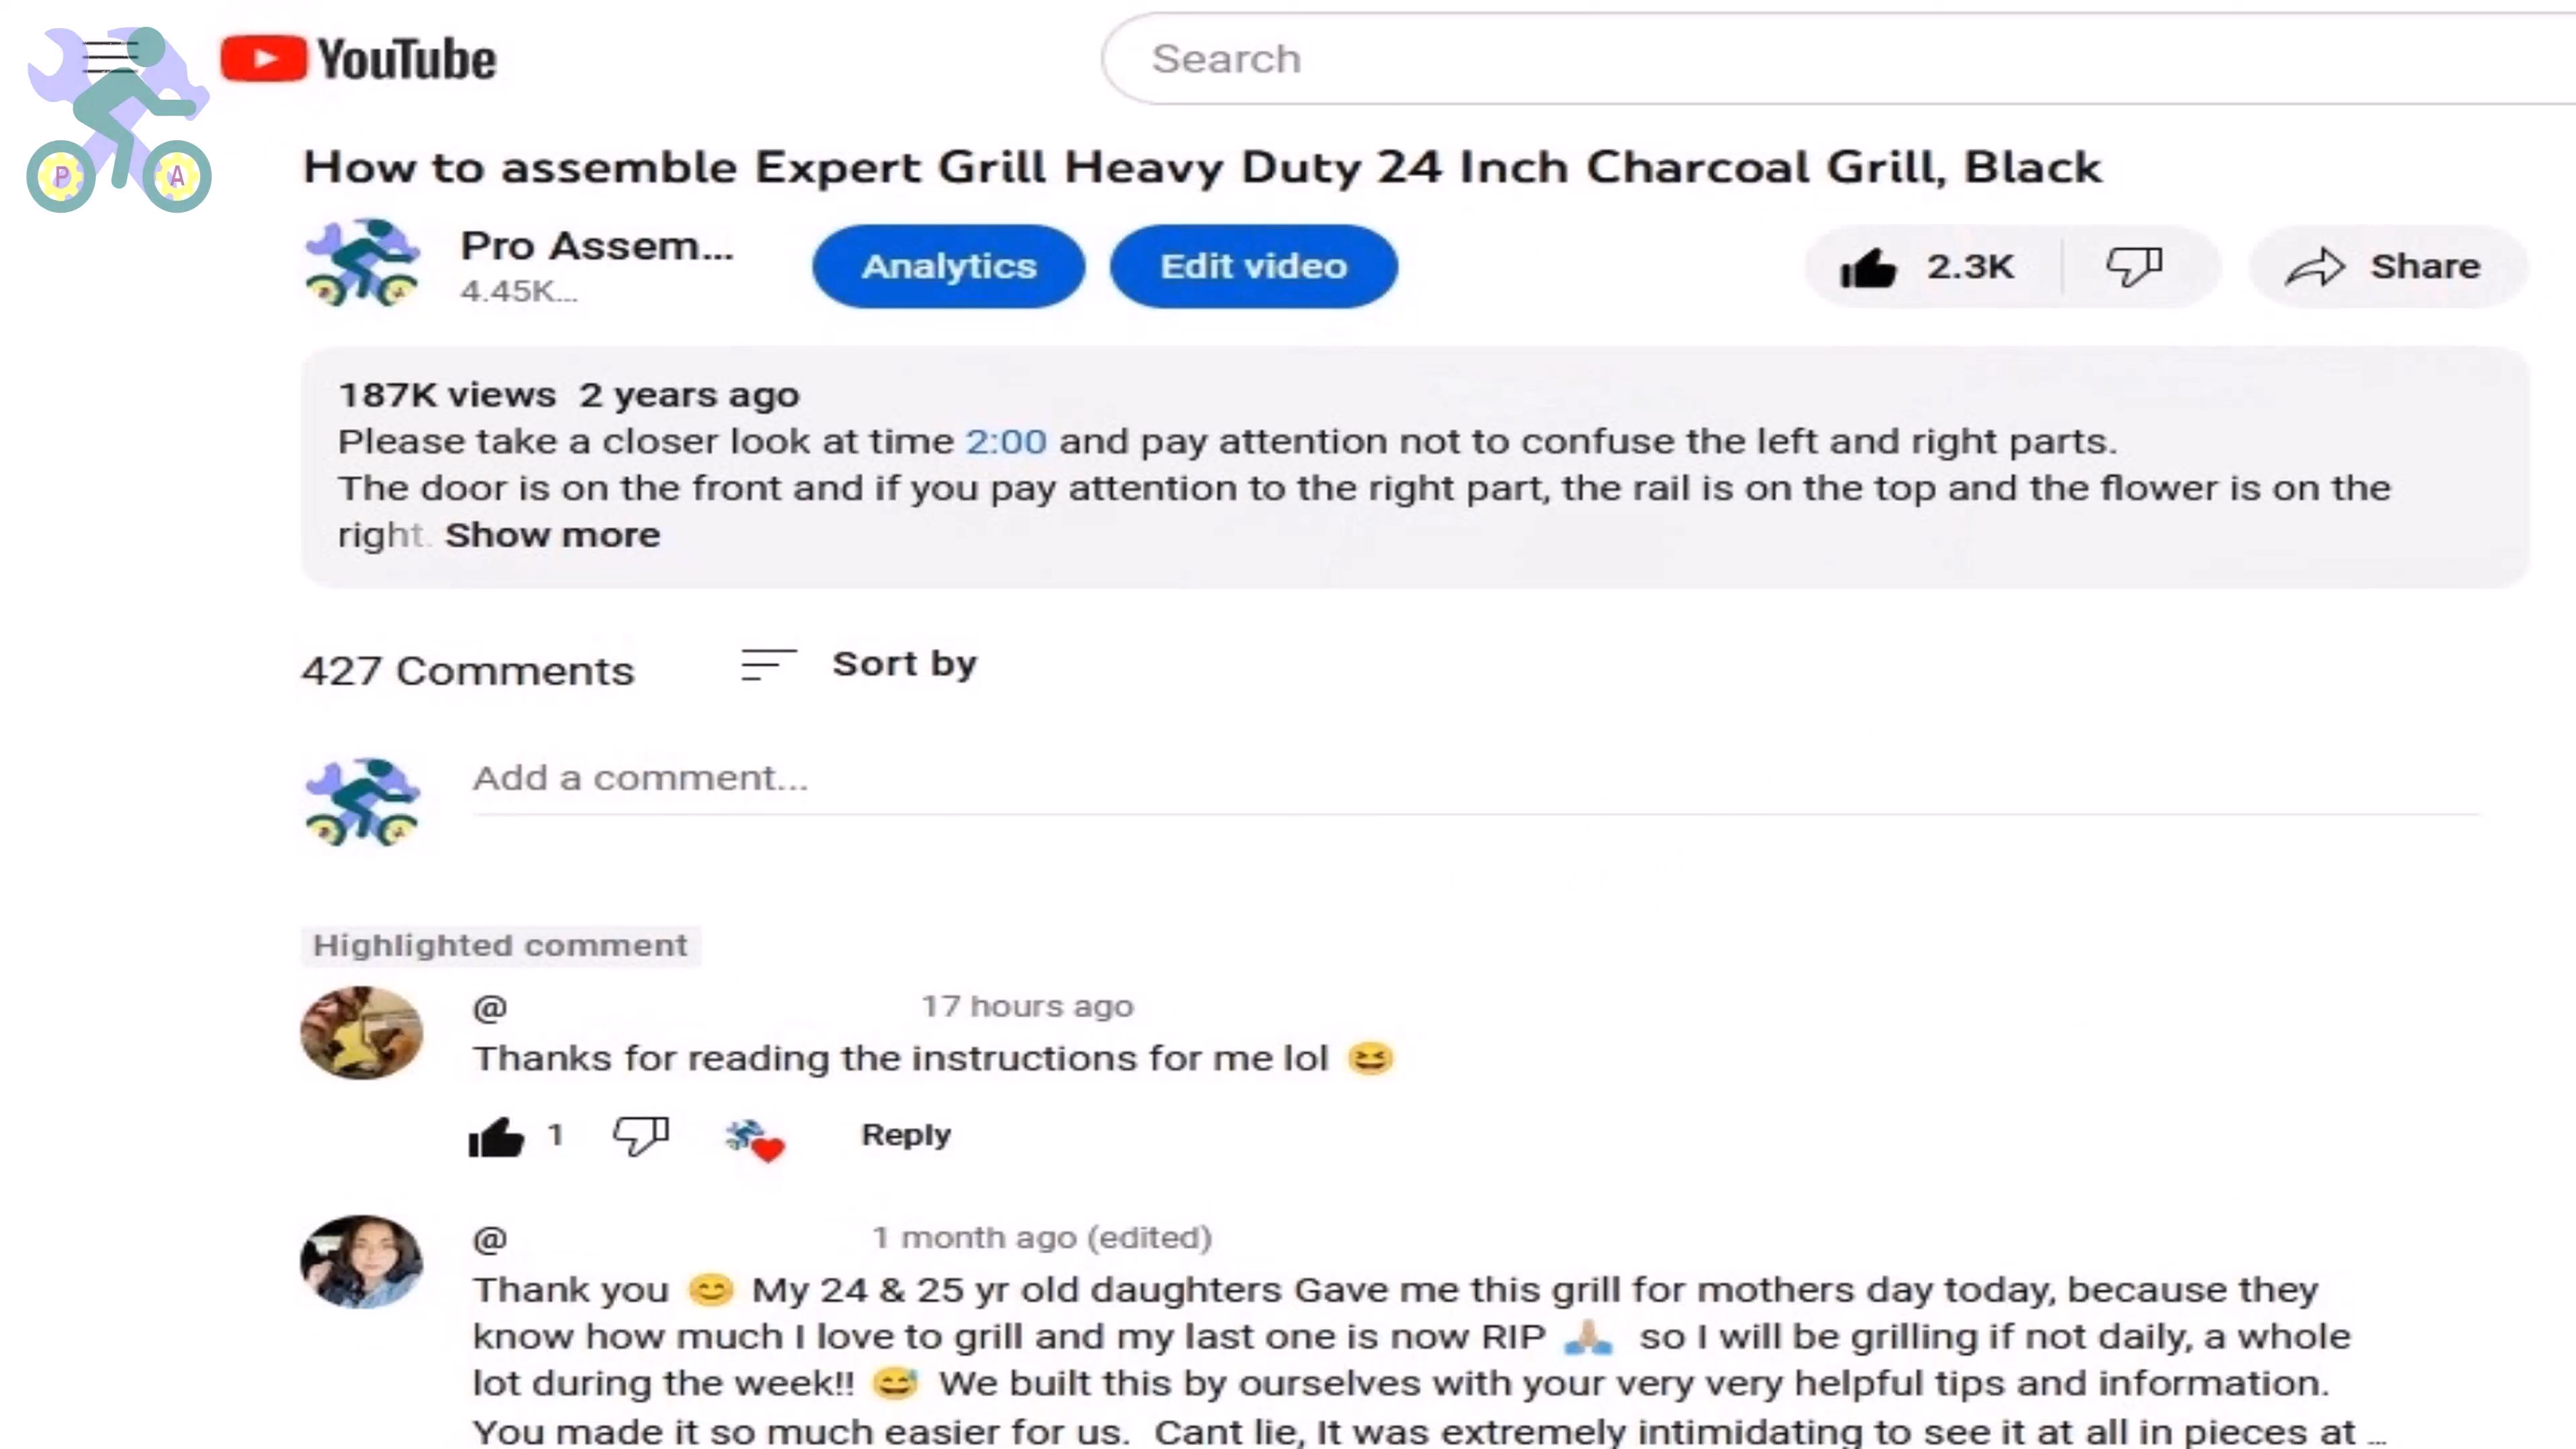 YouTube
Search
How to assemble Expert Grill Heavy Duty 24 Inch Charcoal Grill, Black
Pro Assem...
4.45K...
Analytics
Edit video
2.3K
Share
187K views 2 years ago
Please take a closer look at time 2:00 and pay attention not to confuse the left and right parts.
The door is on the front and if you pay attention to the right part, the rail is on the top and the flower is on the
right. Show more
427 Comments
Sort by
Add a comment...
Highlighted comment
@ 17 hours ago
Thanks for reading the instructions for me lol 😆
1
Reply
@ 1 month ago (edited)
Thank you 😊 My 24 & 25 yr old daughters Gave me this grill for mothers day today, because they
know how much I love to grill and my last one is now RIP 🙏🏼 so I will be grilling if not daily, a whole
lot during the week!! 😅 We built this by ourselves with your very very helpful tips and information.
You made it so much easier for us. Cant lie, It was extremely intimidating to see it at all in pieces at ...
P A